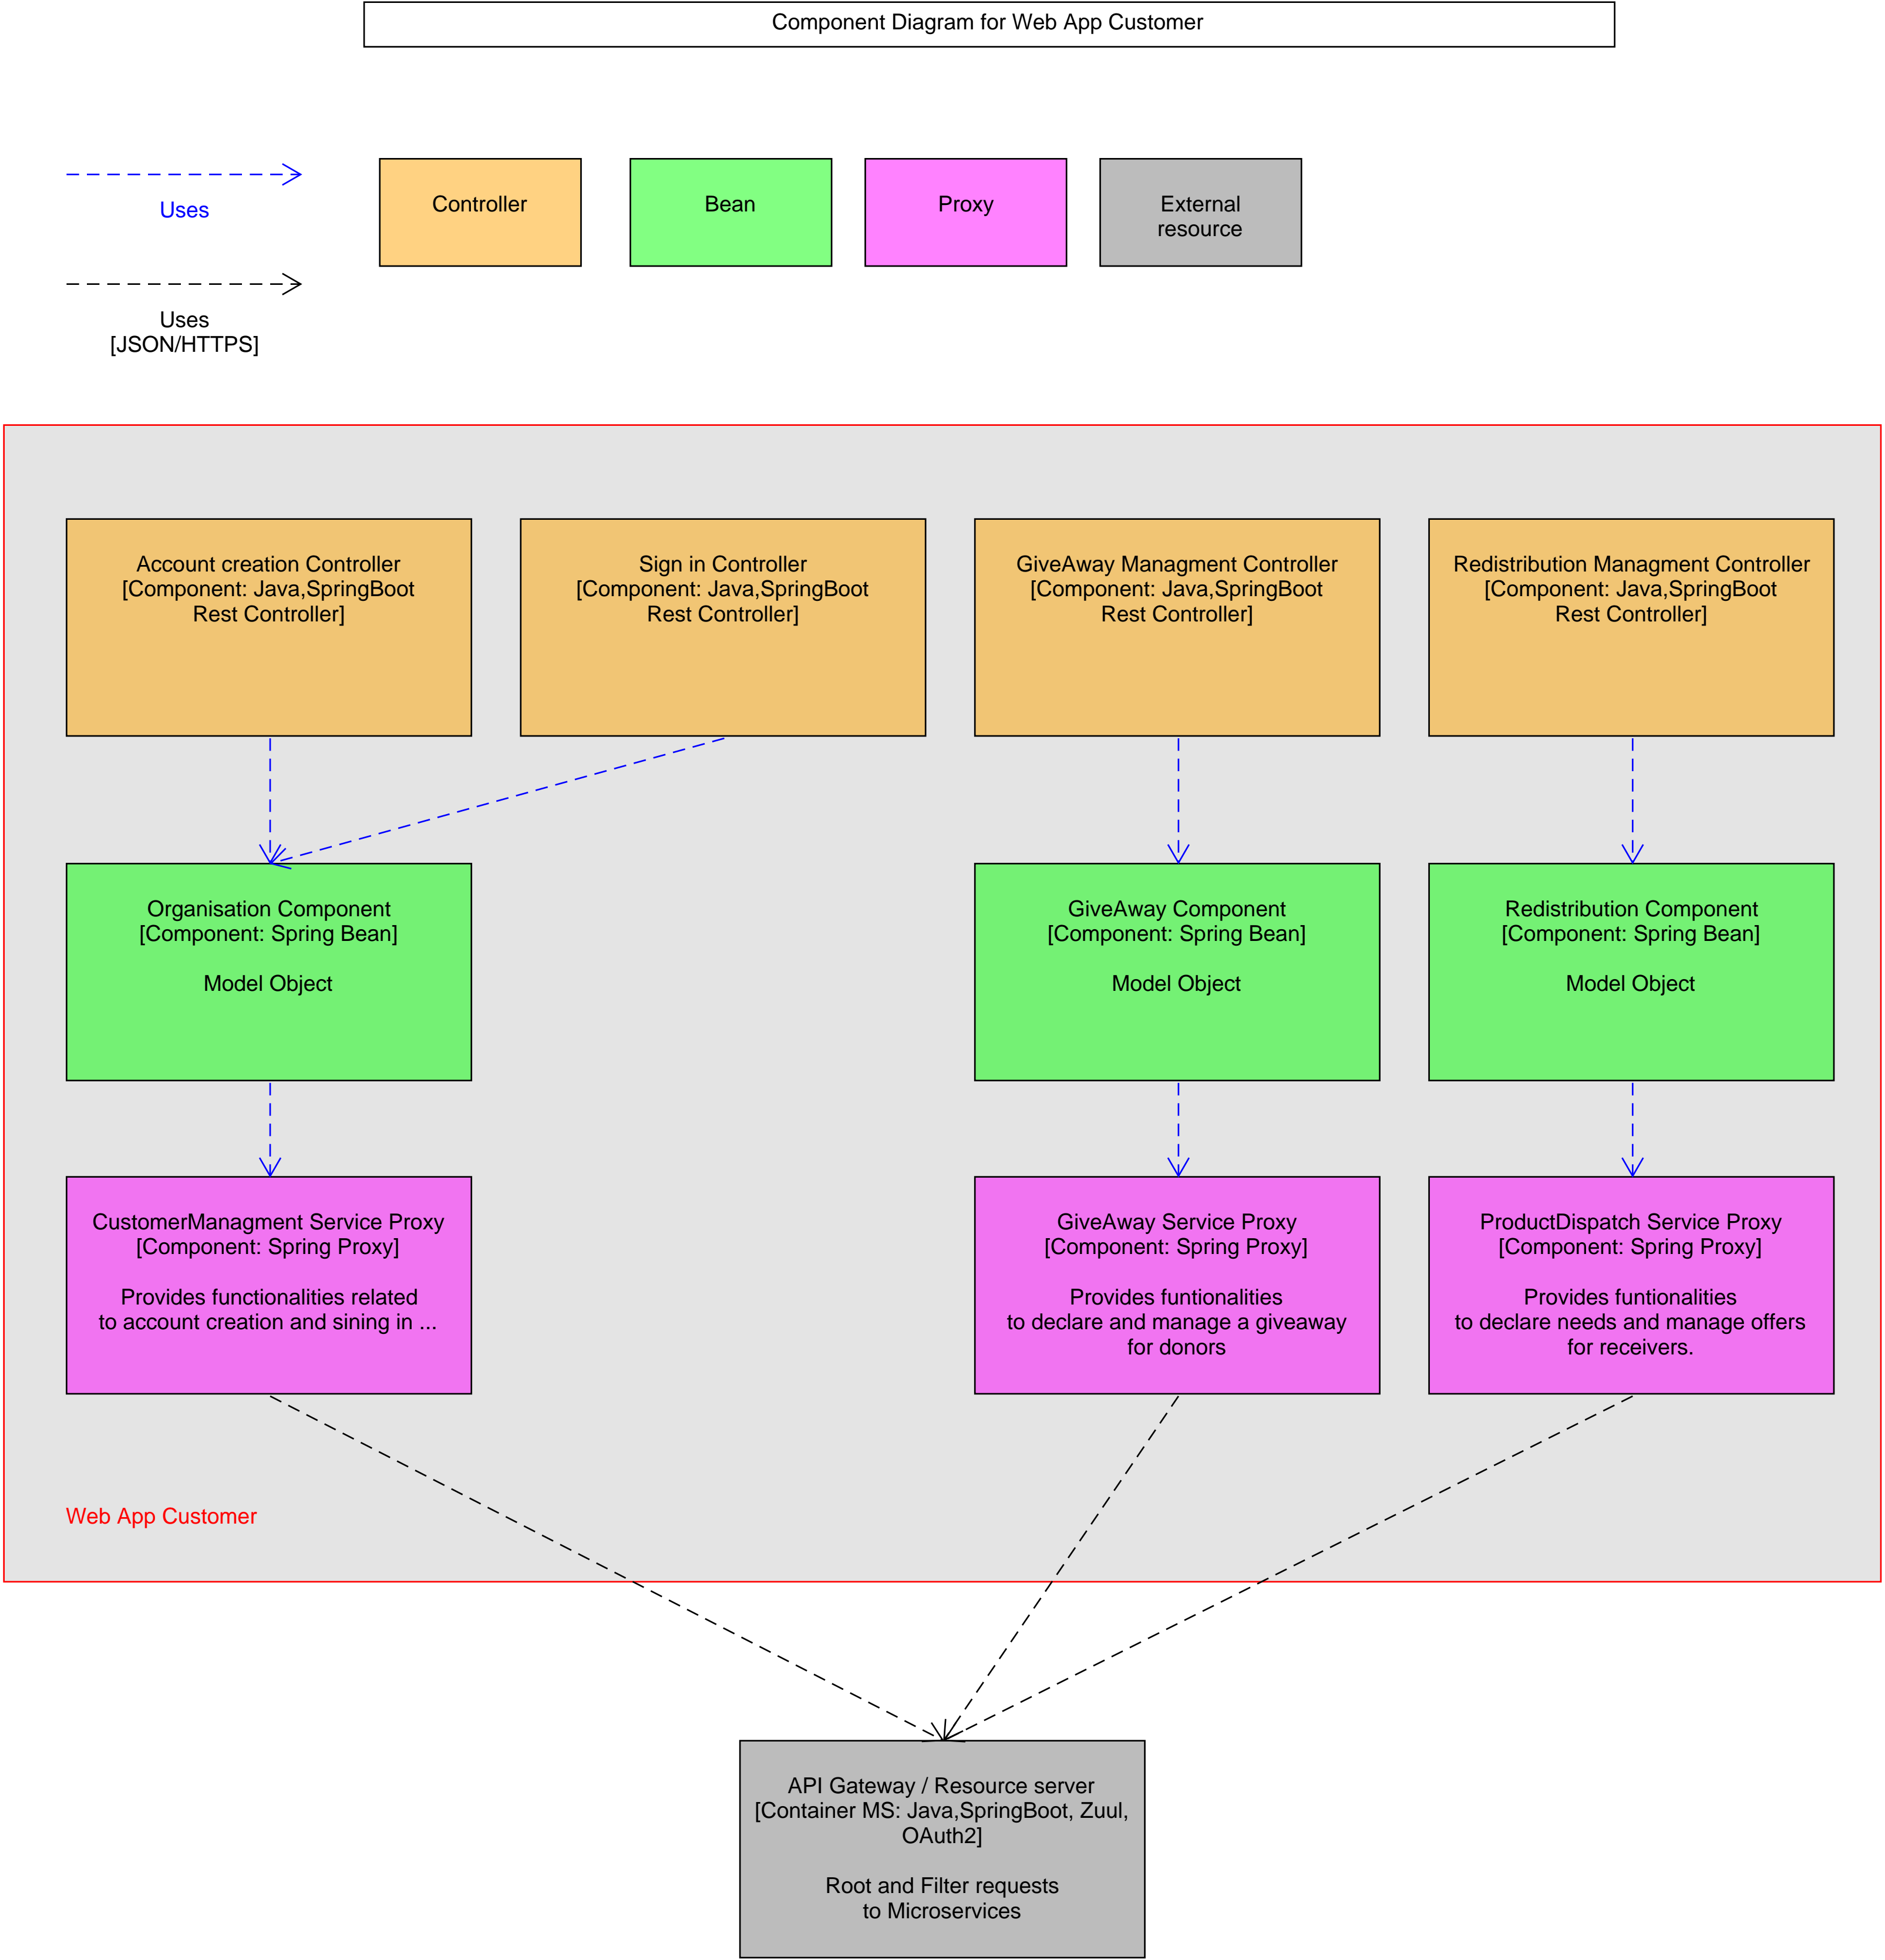 Component Diagram for Web App Customer
Uses
Controller
Bean
Proxy
External
resource
Uses
[JSON/HTTPS]
Account creation Controller
[Component: Java,SpringBoot
Rest Controller]
Sign in Controller
[Component: Java,SpringBoot
Rest Controller]
GiveAway Managment Controller
[Component: Java,SpringBoot
Rest Controller]
Redistribution Managment Controller
[Component: Java,SpringBoot
Rest Controller]
Organisation Component
[Component: Spring Bean]
Model Object
GiveAway Component
[Component: Spring Bean]
Model Object
Redistribution Component
[Component: Spring Bean]
Model Object
CustomerManagment Service Proxy
[Component: Spring Proxy]
Provides functionalities related
to account creation and sining in ...
GiveAway Service Proxy
[Component: Spring Proxy]
Provides funtionalities
to declare and manage a giveaway
for donors
ProductDispatch Service Proxy
[Component: Spring Proxy]
Provides funtionalities
to declare needs and manage offers
for receivers.
Web App Customer
API Gateway / Resource server
[Container MS: Java,SpringBoot, Zuul,
OAuth2]
Root and Filter requests
to Microservices